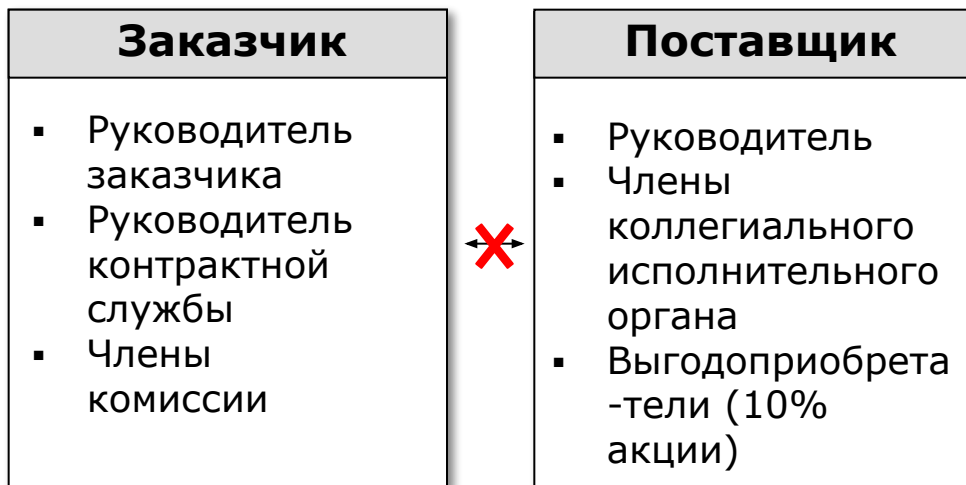 Заказчик
▪ Руководитель
заказчика
▪ Руководитель
контрактной
службы
▪ Члены
комиссии
Поставщик
▪ Руководитель
▪ Члены
коллегиального
исполнительного
органа
▪ Выгодоприобрета
-тели (10%
акции)